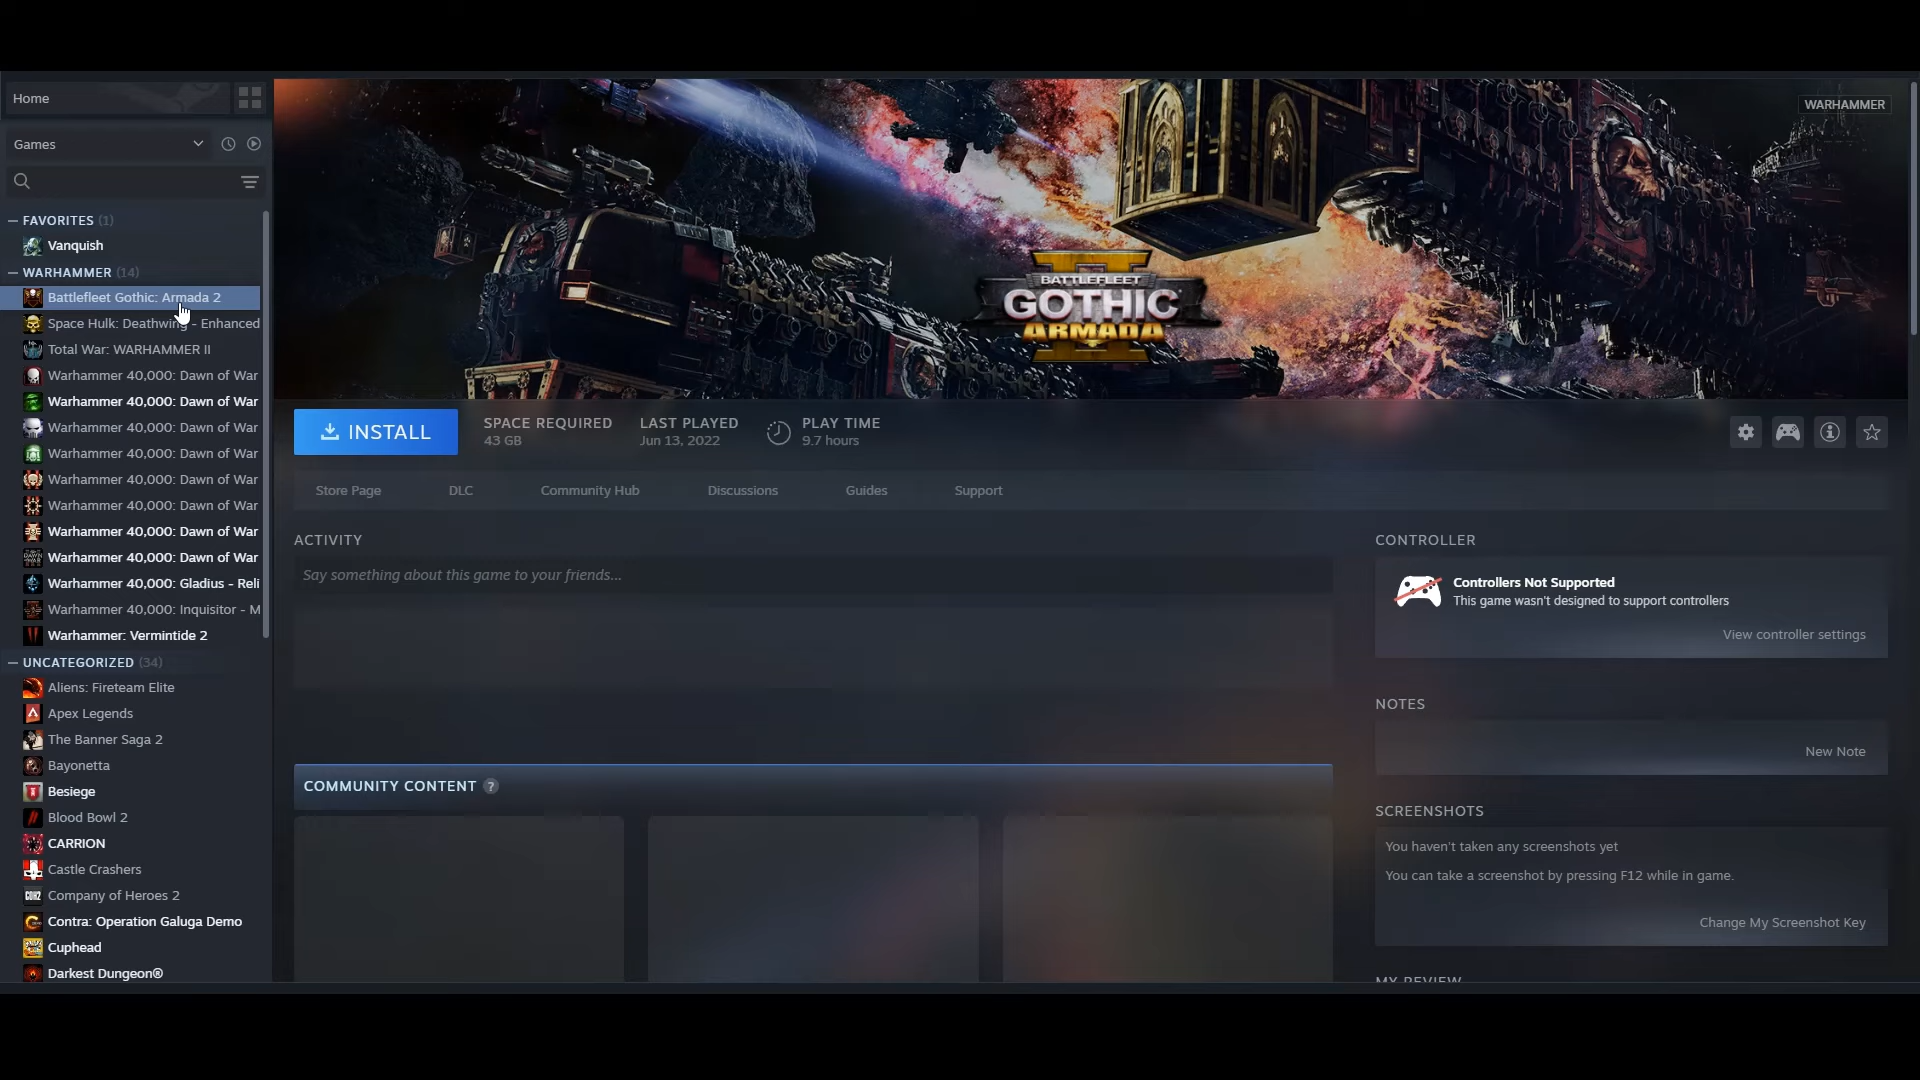 Home
Games
FAVORITES (1)
Vanquish
WARHAMMER (14)
Battlefleet Gothic: Armada 2
Space Hulk: Deathwing - Enhanced
Total War: WARHAMMER II
Warhammer 40,000: Dawn of War
Warhammer 40,000: Dawn of War
Warhammer 40,000: Dawn of War
Warhammer 40,000: Dawn of War
Warhammer 40,000: Dawn of War
Warhammer 40,000: Dawn of War
Warhammer 40,000: Dawn of War
Warhammer 40,000: Dawn of War
Warhammer 40,000: Gladius - Reli
Warhammer 40,000: Inquisitor - M
Warhammer: Vermintide 2
UNCATEGORIZED (34)
Aliens: Fireteam Elite
Apex Legends
The Banner Saga 2
Bayonetta
Besiege
Blood Bowl 2
CARRION
Castle Crashers
Company of Heroes 2
Contra: Operation Galuga Demo
Cuphead
Darkest Dungeon®
WARHAMMER
BATTLEFLEET
GOTHIC
ARMADA
II
INSTALL
SPACE REQUIRED
43 GB
LAST PLAYED
Jun 13, 2022
PLAY TIME
9.7 hours
Store Page DLC Community Hub Discussions Guides Support
ACTIVITY
Say something about this game to your friends...
COMMUNITY CONTENT ?
CONTROLLER
Controllers Not Supported
This game wasn't designed to support controllers
View controller settings
NOTES
New Note
SCREENSHOTS
You haven't taken any screenshots yet
You can take a screenshot by pressing F12 while in game.
Change My Screenshot Key
MY REVIEW